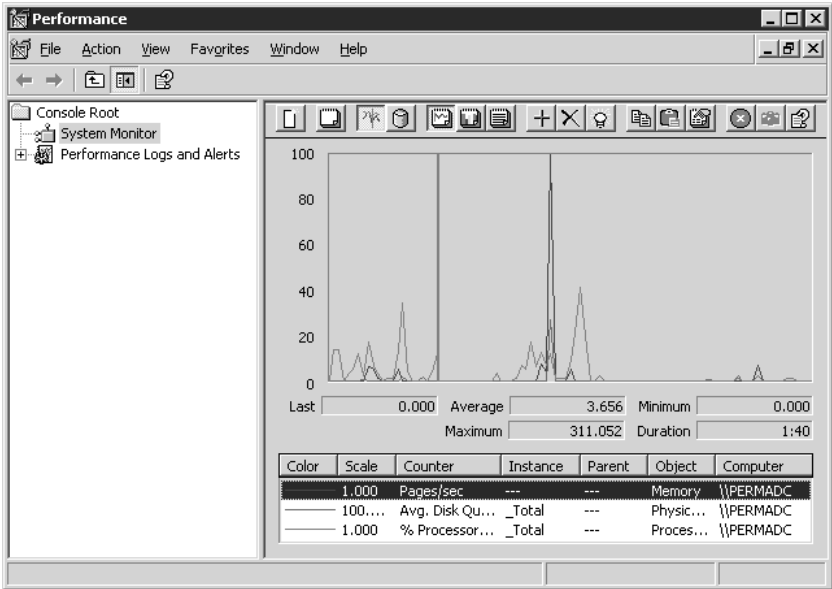 Performance
File Action View Favorites Window Help
Console Root
System Monitor
Performance Logs and Alerts
100
80
60
40
20
0
Last 0.000 Average 3.656 Minimum 0.000
Maximum 311.052 Duration 1:40
Color Scale Counter Instance Parent Object Computer
1.000 Pages/sec --- --- Memory \\PERMADC
100.... Avg. Disk Qu... _Total --- Physic... \\PERMADC
1.000 % Processor... _Total --- Proces... \\PERMADC